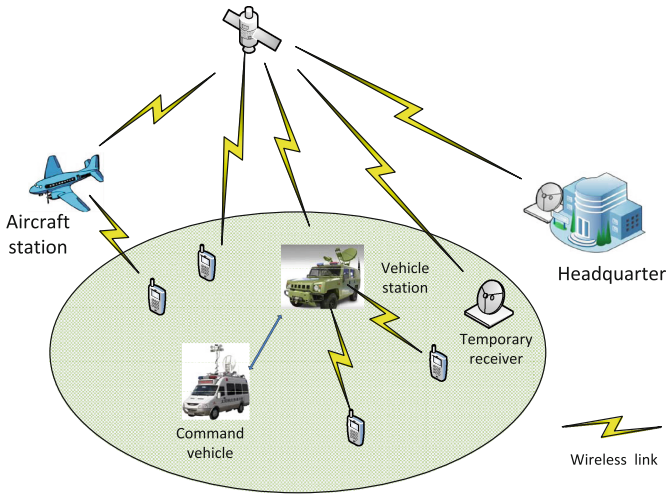 Aircraft
station
Vehicle
station
Headquarter
Temporary
receiver
Command
vehicle
Wireless link